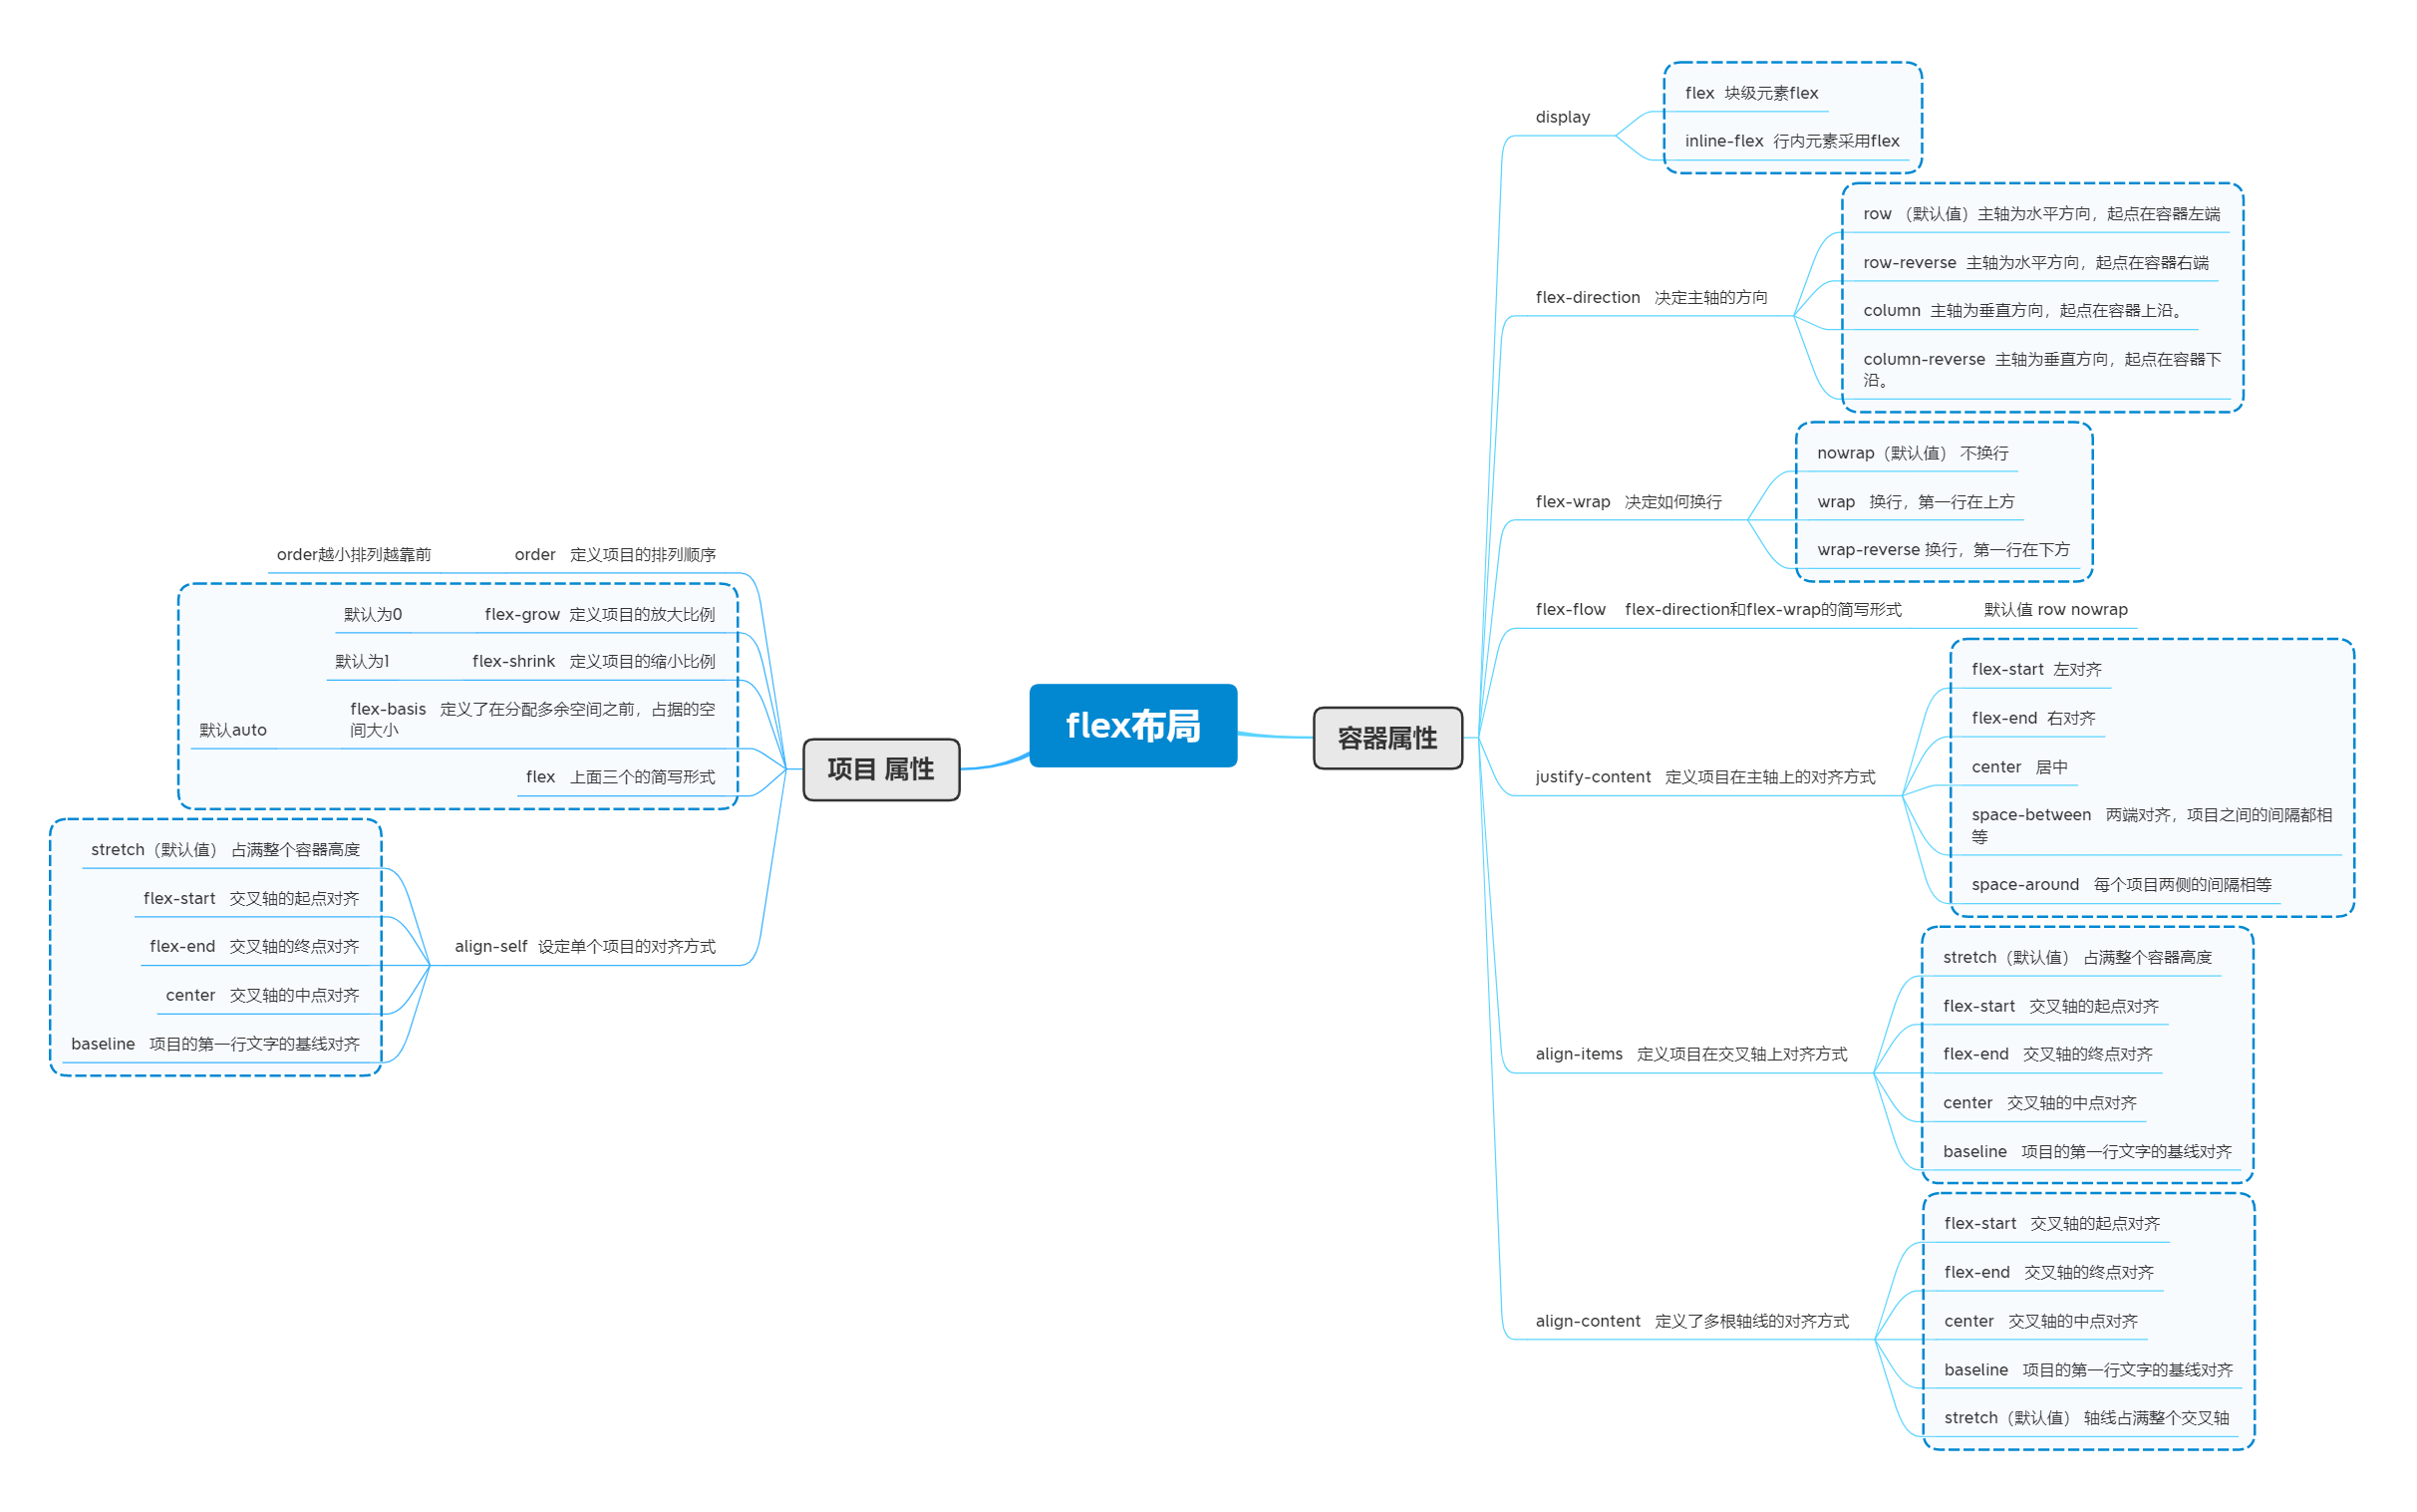 flex布局
容器属性
display
flex 块级元素flex
inline-flex 行内元素采用flex
flex-direction 决定主轴的方向
row （默认值）主轴为水平方向，起点在容器左端
row-reverse 主轴为水平方向，起点在容器右端
column 主轴为垂直方向，起点在容器上沿。
column-reverse 主轴为垂直方向，起点在容器下
沿。
flex-wrap 决定如何换行
nowrap（默认值） 不换行
wrap 换行，第一行在上方
wrap-reverse 换行，第一行在下方
flex-flow flex-direction和flex-wrap的简写形式
默认值 row nowrap
justify-content 定义项目在主轴上的对齐方式
flex-start 左对齐
flex-end 右对齐
center 居中
space-between 两端对齐，项目之间的间隔都相
等
space-around 每个项目两侧的间隔相等
align-items 定义项目在交叉轴上对齐方式
stretch（默认值） 占满整个容器高度
flex-start 交叉轴的起点对齐
flex-end 交叉轴的终点对齐
center 交叉轴的中点对齐
baseline 项目的第一行文字的基线对齐
align-content 定义了多根轴线的对齐方式
flex-start 交叉轴的起点对齐
flex-end 交叉轴的终点对齐
center 交叉轴的中点对齐
baseline 项目的第一行文字的基线对齐
stretch（默认值） 轴线占满整个交叉轴
项目 属性
order 定义项目的排列顺序
order越小排列越靠前
flex-grow 定义项目的放大比例
默认为0
flex-shrink 定义项目的缩小比例
默认为1
flex-basis 定义了在分配多余空间之前，占据的空
间大小
默认auto
flex 上面三个的简写形式
align-self 设定单个项目的对齐方式
stretch（默认值） 占满整个容器高度
flex-start 交叉轴的起点对齐
flex-end 交叉轴的终点对齐
center 交叉轴的中点对齐
baseline 项目的第一行文字的基线对齐